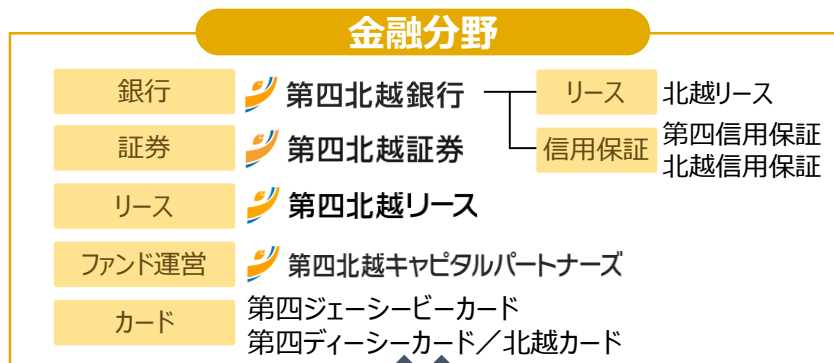 金融分野
銀行 第四北越銀行 リース 北越リース
証券 第四北越証券 信用保証 第四信用保証
北越信用保証
リース 第四北越リース
ファンド運営 第四北越キャピタルパートナーズ
カード 第四ジェーシービーカード
第四ディーシーカード／北越カード